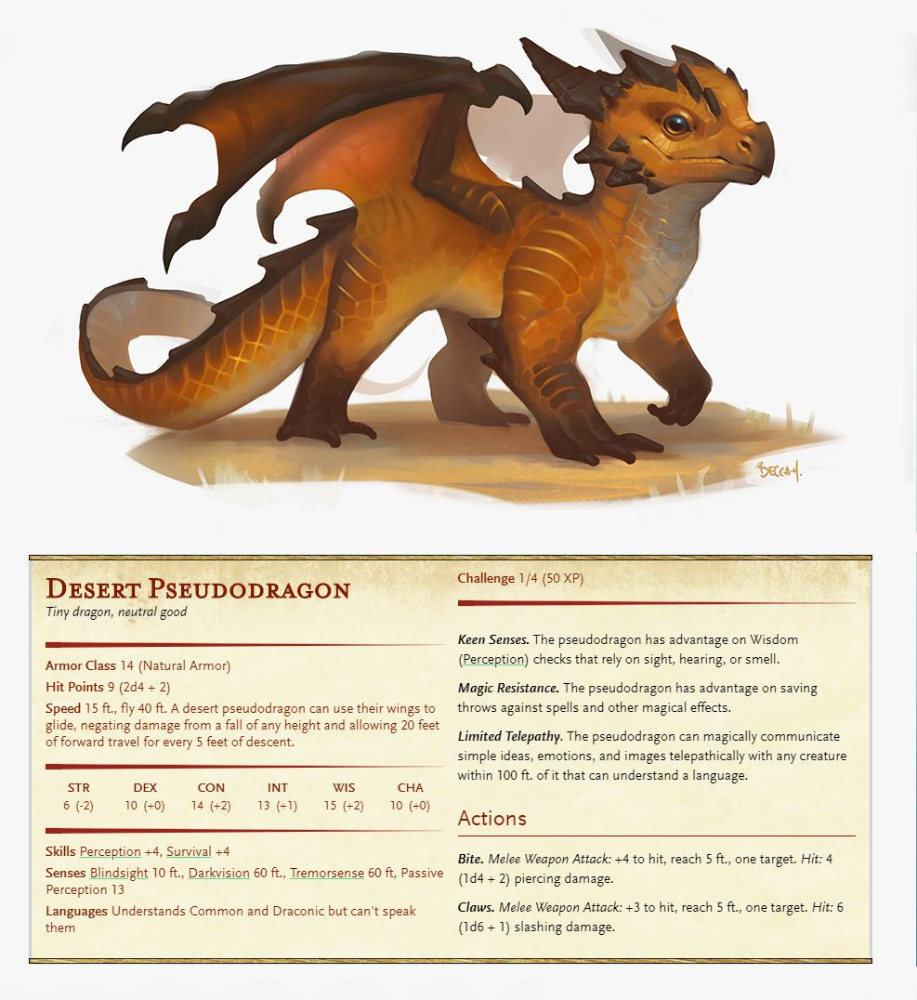 BECCAH.
DESERT PSEUDODRAGON
Tiny dragon, neutral good
Armor Class 14 (Natural Armor)
Hit Points 9 (2d4 + 2)
Speed 15 ft., fly 40 ft. A desert pseudodragon can use their wings to
glide, negating damage from a fall of any height and allowing 20 feet
of forward travel for every 5 feet of descent.
STR DEX CON INT WIS CHA
6 (-2) 10 (+0) 14 (+2) 13 (+1) 15 (+2) 10 (+0)
Skills Perception +4, Survival +4
Senses Blindsight 10 ft., Darkvision 60 ft., Tremorsense 60 ft, Passive
Perception 13
Languages Understands Common and Draconic but can't speak
them
Challenge 1/4 (50 XP)
Keen Senses. The pseudodragon has advantage on Wisdom
(Perception) checks that rely on sight, hearing, or smell.
Magic Resistance. The pseudodragon has advantage on saving
throws against spells and other magical effects.
Limited Telepathy. The pseudodragon can magically communicate
simple ideas, emotions, and images telepathically with any creature
within 100 ft. of it that can understand a language.
Actions
Bite. Melee Weapon Attack: +4 to hit, reach 5 ft., one target. Hit: 4
(1d4 + 2) piercing damage.
Claws. Melee Weapon Attack: +3 to hit, reach 5 ft., one target. Hit: 6
(1d6 + 1) slashing damage.